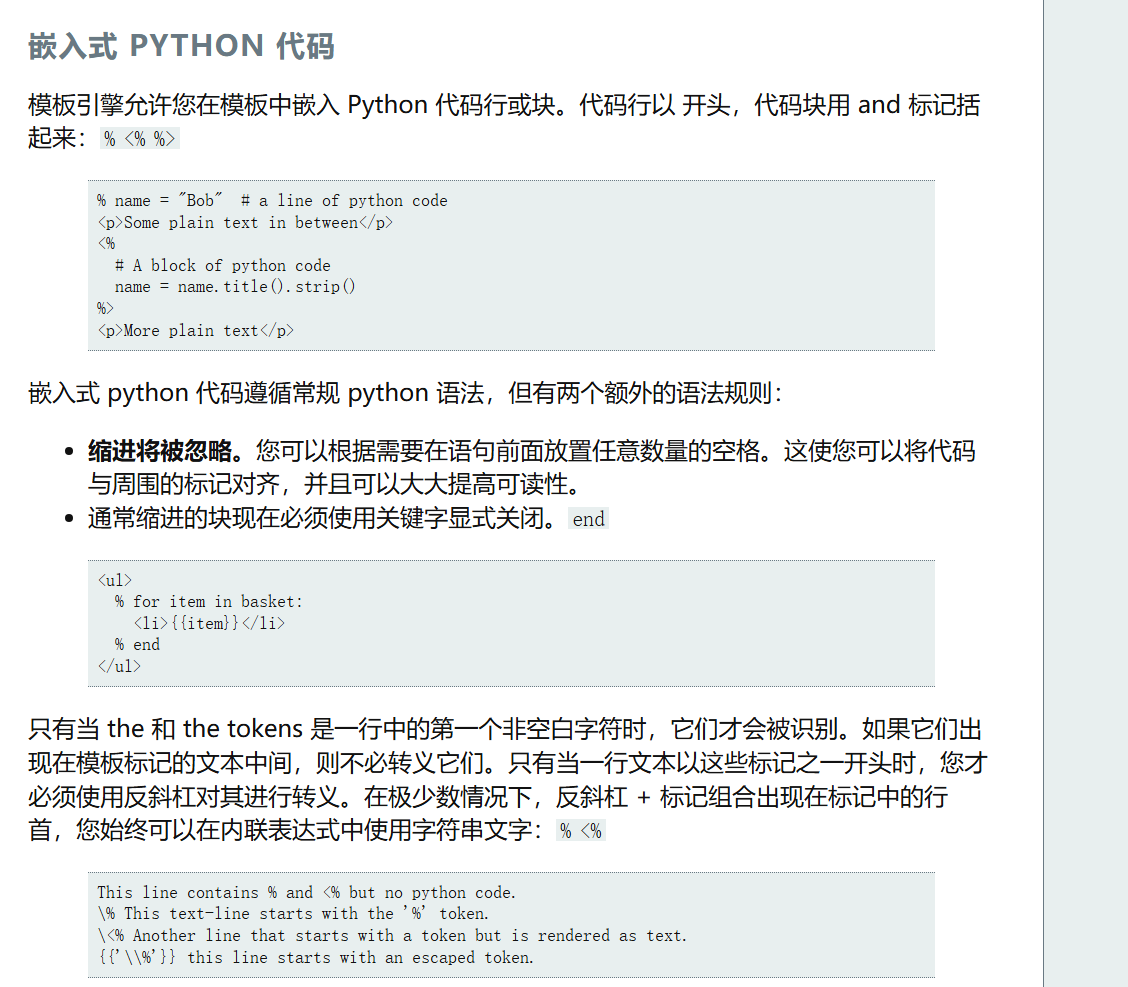 嵌入式 PYTHON 代码
模板引擎允许您在模板中嵌入 Python 代码行或块。代码行以 开头，代码块用 and 标记括
起来： % <% %>
% name = "Bob"  # a line of python code
<p>Some plain text in between</p>
<%
  # A block of python code
  name = name.title().strip()
%>
<p>More plain text</p>
嵌入式 python 代码遵循常规 python 语法，但有两个额外的语法规则：
• 缩进将被忽略。您可以根据需要在语句前面放置任意数量的空格。这使您可以将代码
与周围的标记对齐，并且可以大大提高可读性。
• 通常缩进的块现在必须使用关键字显式关闭。 end
<ul>
  % for item in basket:
    <li>{{item}}</li>
  % end
</ul>
只有当 the 和 the tokens 是一行中的第一个非空白字符时，它们才会被识别。如果它们出
现在模板标记的文本中间，则不必转义它们。只有当一行文本以这些标记之一开头时，您才
必须使用反斜杠对其进行转义。在极少数情况下，反斜杠 + 标记组合出现在标记中的行
首，您始终可以在内联表达式中使用字符串文字： % <%
This line contains % and <% but no python code.
\% This text-line starts with the '%' token.
\<% Another line that starts with a token but is rendered as text.
{{'\\%'}} this line starts with an escaped token.